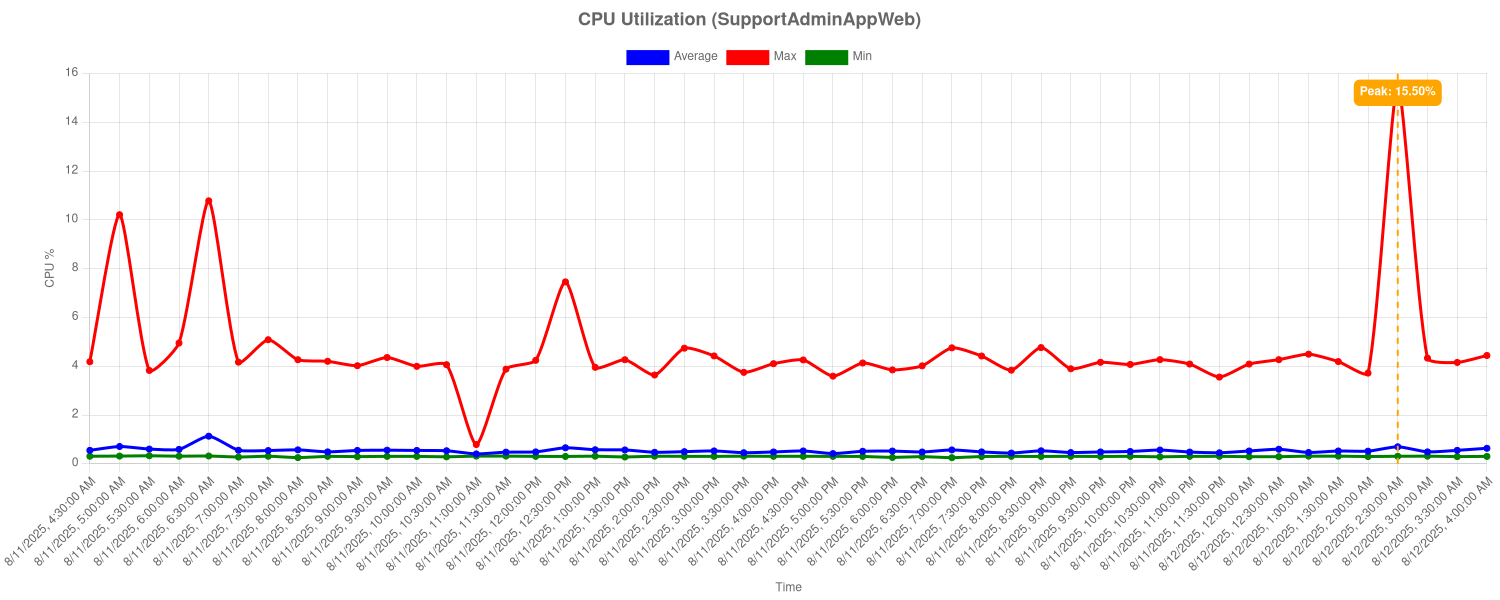 CPU Utilization (SupportAdminAppWeb)
Average Max Min
16
Peak: 15.50%
14
12
10
8
CPU %
6
4
2
0
8/11/2025, 4:30:00 AM
8/11/2025, 5:00:00 AM
8/11/2025, 5:30:00 AM
8/11/2025, 6:00:00 AM
8/11/2025, 6:30:00 AM
8/11/2025, 7:00:00 AM
8/11/2025, 7:30:00 AM
8/11/2025, 8:00:00 AM
8/11/2025, 8:30:00 AM
8/11/2025, 9:00:00 AM
8/11/2025, 9:30:00 AM
8/11/2025, 10:00:00 AM
8/11/2025, 10:30:00 AM
8/11/2025, 11:00:00 AM
8/11/2025, 11:30:00 AM
8/11/2025, 12:00:00 PM
8/11/2025, 12:30:00 PM
8/11/2025, 1:00:00 PM
8/11/2025, 1:30:00 PM
8/11/2025, 2:00:00 PM
8/11/2025, 2:30:00 PM
8/11/2025, 3:00:00 PM
8/11/2025, 3:30:00 PM
8/11/2025, 4:00:00 PM
8/11/2025, 4:30:00 PM
8/11/2025, 5:00:00 PM
8/11/2025, 5:30:00 PM
8/11/2025, 6:00:00 PM
8/11/2025, 6:30:00 PM
8/11/2025, 7:00:00 PM
8/11/2025, 7:30:00 PM
8/11/2025, 8:00:00 PM
8/11/2025, 8:30:00 PM
8/11/2025, 9:00:00 PM
8/11/2025, 9:30:00 PM
8/11/2025, 10:00:00 PM
8/11/2025, 10:30:00 PM
8/11/2025, 11:00:00 PM
8/11/2025, 11:30:00 PM
8/12/2025, 12:00:00 AM
8/12/2025, 12:30:00 AM
8/12/2025, 1:00:00 AM
8/12/2025, 1:30:00 AM
8/12/2025, 2:00:00 AM
8/12/2025, 2:30:00 AM
8/12/2025, 3:00:00 AM
8/12/2025, 3:30:00 AM
8/12/2025, 4:00:00 AM
Time